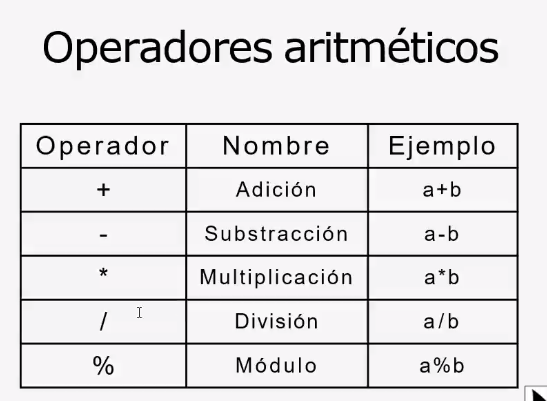 Operadores aritméticos
Operador Nombre Ejemplo
+ Adición a+b
- Substracción a-b
* Multiplicación a*b
/ División a/b
% Módulo a%b